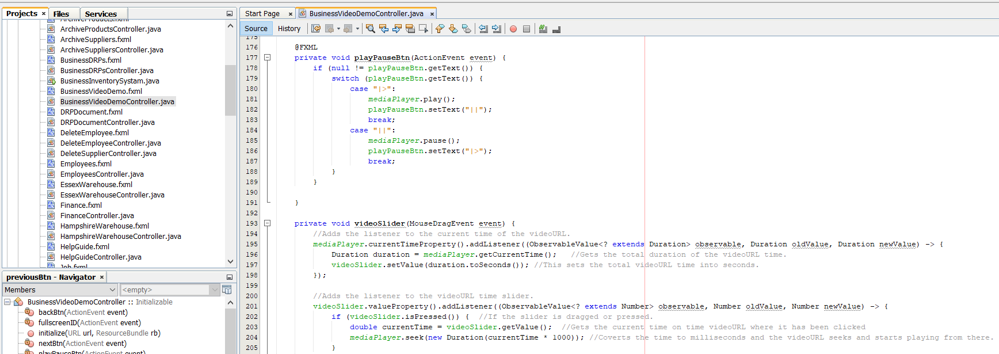 Projects × Files Services
ArchiveProducts.fxml
ArchiveProductsController.java
ArchiveSuppliers.fxml
ArchiveSuppliersController.java
BusinessDRPs.fxml
BusinessDRPsController.java
BusinessInventorySystam.java
BusinessVideoDemo.fxml
BusinessVideoDemoController.java
DRPDocument.fxml
DRPDocumentController.java
DeleteEmployee.fxml
DeleteEmployeeController.java
DeleteSupplierController.java
Employees.fxml
EmployeesController.java
EssexWarehouse.fxml
EssexWarehouseController.java
Finance.fxml
FinanceController.java
HampshireWarehouse.fxml
HampshireWarehouseController.java
HelpGuide.fxml
HelpGuideController.java
Job.fxml
previousBtn - Navigator ×
Members <empty>
BusinessVideoDemoController :: Initializable
backBtn(ActionEvent event)
fullscreenID(ActionEvent event)
initialize(URL url, ResourceBundle rb)
nextBtn(ActionEvent event)
playPauseBtn(ActionEvent event)
Start Page × BusinessVideoDemoController.java ×
Source History
175
176 @FXML
177 private void playPauseBtn(ActionEvent event) {
178 if (null != playPauseBtn.getText()) {
179 switch (playPauseBtn.getText()) {
180 case "|>":
181 mediaPlayer.play();
182 playPauseBtn.setText("||");
183 break;
184 case "||":
185 mediaPlayer.pause();
186 playPauseBtn.setText("|>");
187 break;
188 }
189 }
190
191 }
192
193 private void videoSlider(MouseDragEvent event) {
194 //Adds the listener to the current time of the videoURL.
195 mediaPlayer.currentTimeProperty().addListener((ObservableValue<? extends Duration> observable, Duration oldValue, Duration newValue) -> {
196 Duration duration = mediaPlayer.getCurrentTime(); //Gets the total duration of the videoURL time.
197 videoSlider.setValue(duration.toSeconds()); //This sets the total videoURL time into seconds.
198 });
199
200 //Adds the listener to the videoURL time slider.
201 videoSlider.valueProperty().addListener((ObservableValue<? extends Number> observable, Number oldValue, Number newValue) -> {
202 if (videoSlider.isPressed()) { //If the slider is dragged or pressed.
203 double currentTime = videoSlider.getValue(); //Gets the current time on time videoURL where it has been clicked
204 mediaPlayer.seek(new Duration(currentTime * 1000)); //Coverts the time to milliseconds and the videoURL seeks and starts playing from there.
205 }